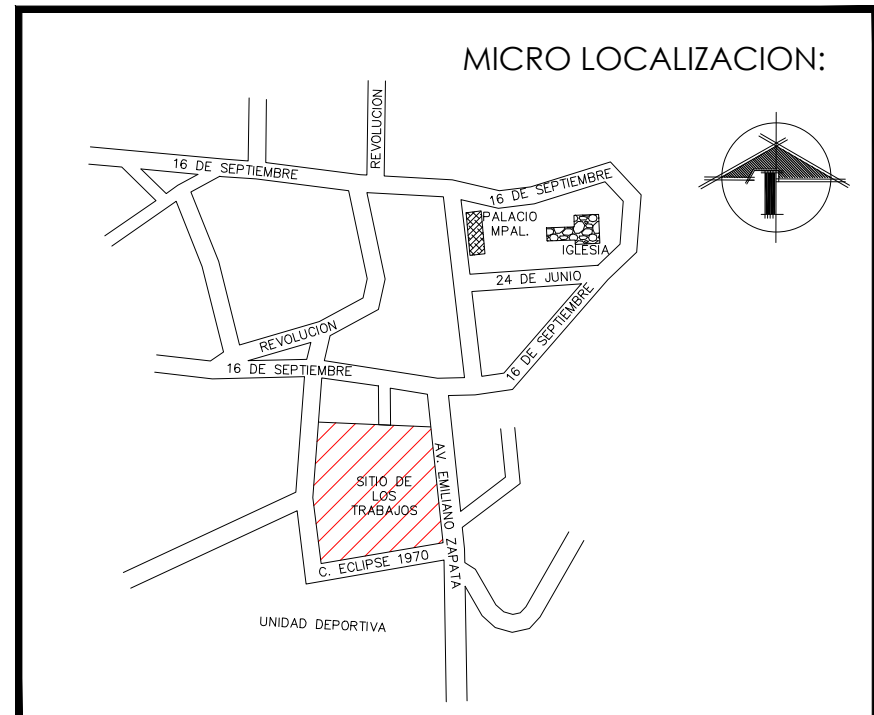 MICRO LOCALIZACION:
REVOLUCION
16 DE SEPTIEMBRE
16 DE SEPTIEMBRE
PALACIO
MPAL.
IGLESIA
24 DE JUNIO
16 DE SEPTIEMBRE
REVOLUCION
16 DE SEPTIEMBRE
AV. EMILIANO ZAPATA
SITIO DE
LOS
TRABAJOS
C. ECLIPSE 1970
UNIDAD DEPORTIVA